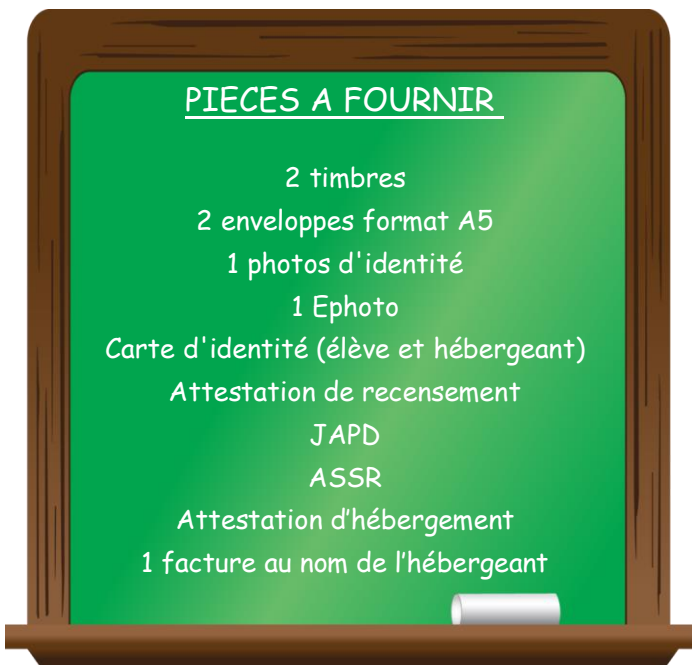 PIECES A FOURNIR
2 timbres
2 enveloppes format A5
1 photos d'identité
1 Ephoto
Carte d'identité (élève et hébergeant)
Attestation de recensement
JAPD
ASSR
Attestation d’hébergement
1 facture au nom de l’hébergeant